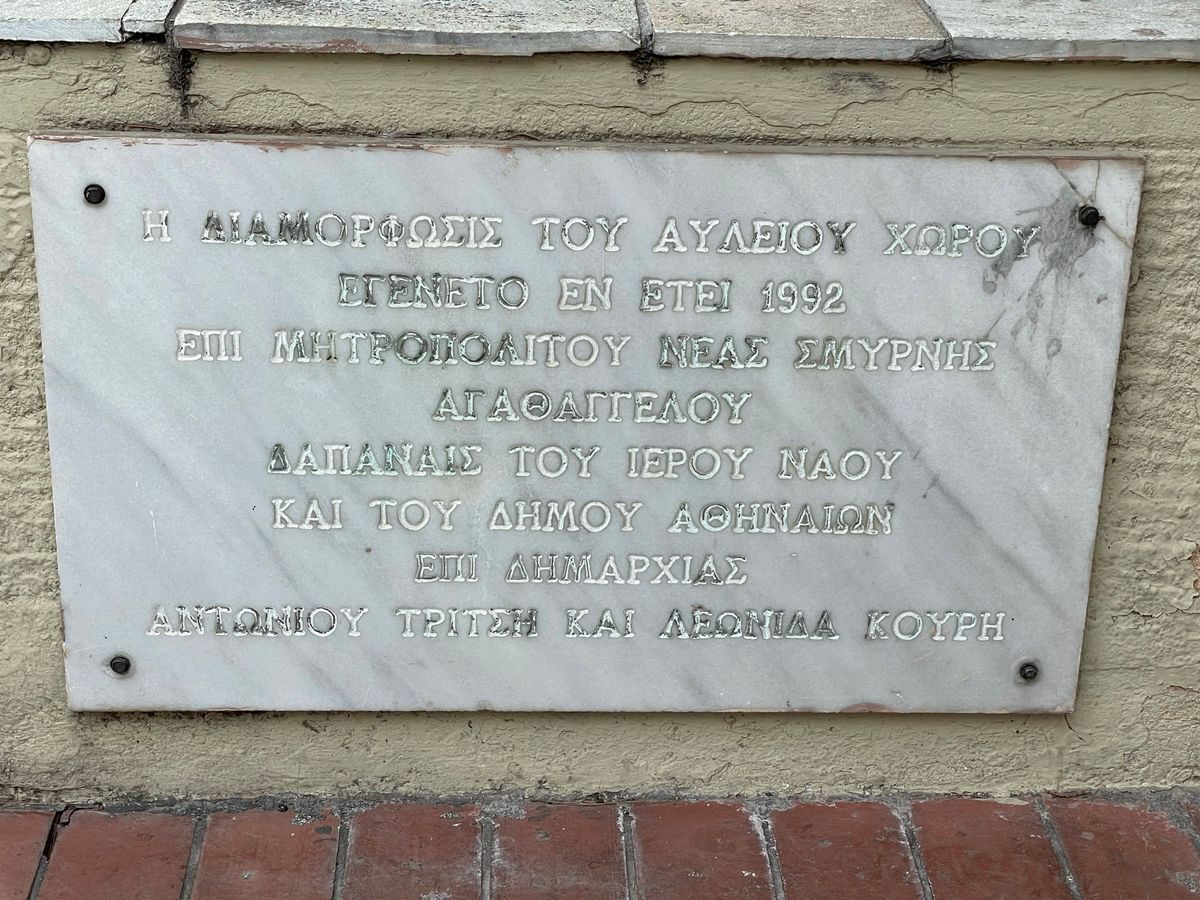 Η ΔΙΑΜΟΡΦΩΣΙΣ ΤΟΥ ΑΥΛΕΙΟΥ ΧΩΡΟΥ
ΕΓΕΝΕΤΟ ΕΝ ΕΤΕΙ 1992
ΕΠΙ ΜΗΤΡΟΠΟΛΙΤΟΥ ΝΕΑΣ ΣΜΥΡΝΗΣ
ΑΓΑΘΑΓΓΕΛΟΥ
ΔΑΠΑΝΑΙΣ ΤΟΥ ΙΕΡΟΥ ΝΑΟΥ
ΚΑΙ ΤΟΥ ΔΗΜΟΥ ΑΘΗΝΑΙΩΝ
ΕΠΙ ΔΗΜΑΡΧΙΑΣ
ΑΝΤΩΝΙΟΥ ΤΡΙΤΣΗ ΚΑΙ ΛΕΩΝΙΔΑ ΚΟΥΡΗ